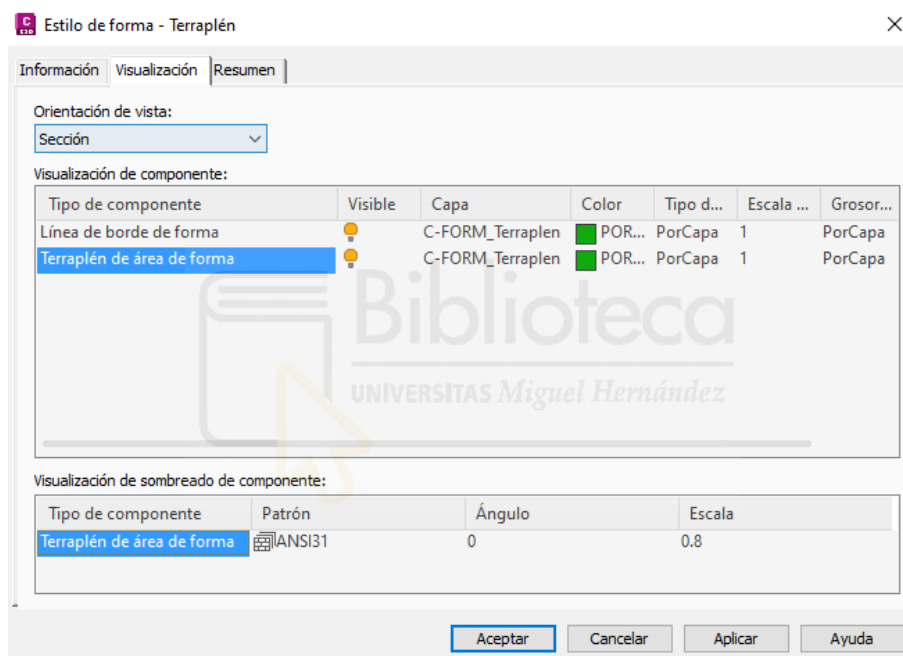 C
C3D
Estilo de forma - Terraplén
Información Visualización Resumen
Orientación de vista:
Sección
Visualización de componente:
Tipo de componente Visible Capa Color Tipo d... Escala ... Grosor...
Línea de borde de forma C-FORM_Terraplen POR... PorCapa 1 PorCapa
Terraplén de área de forma C-FORM_Terraplen POR... PorCapa 1 PorCapa
Biblioteca
UNIVERSITAS Miguel Hernández
Visualización de sombreado de componente:
Tipo de componente Patrón Ángulo Escala
Terraplén de área de forma ANSI31 0 0.8
Aceptar Cancelar Aplicar Ayuda